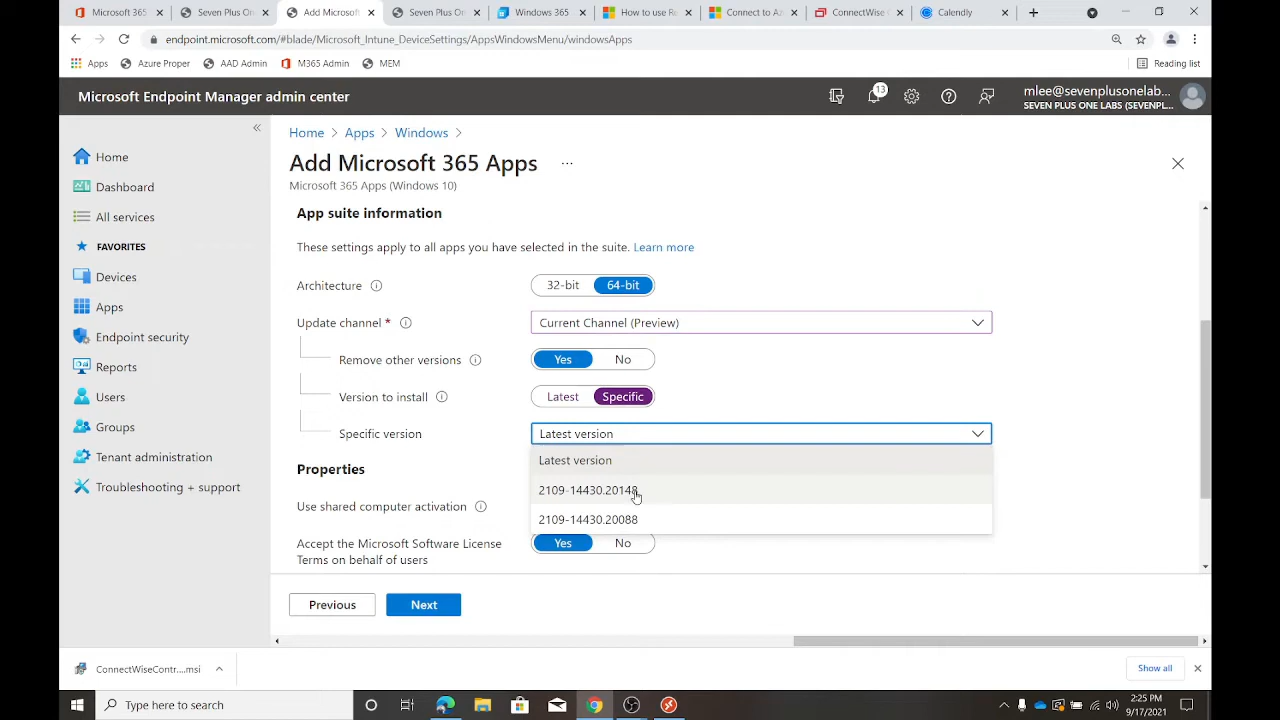 Microsoft 365
Seven Plus On
Add Microsof
Seven Plus On
Windows 365
How to use R
Connect to Az
ConnectWise C
Calendly
endpoint.microsoft.com/#blade/Microsoft_Intune_DeviceSettings/AppsWindowsMenu/windowsApps
Apps
Azure Proper
AAD Admin
M365 Admin
MEM
Reading list
Microsoft Endpoint Manager admin center
13
mlee@sevenplusonelab...
SEVEN PLUS ONE LABS (SEVENPL...
Home
Dashboard
All services
FAVORITES
Devices
Apps
Endpoint security
Reports
Users
Groups
Tenant administration
Troubleshooting + support
Home > Apps > Windows >
Add Microsoft 365 Apps ...
Microsoft 365 Apps (Windows 10)
App suite information
These settings apply to all apps you have selected in the suite. Learn more
Architecture 32-bit 64-bit
Update channel * Current Channel (Preview)
Remove other versions Yes No
Version to install Latest Specific
Specific version Latest version
Latest version
2109-14430.20148
2109-14430.20088
Properties
Use shared computer activation
Accept the Microsoft Software License Yes No
Terms on behalf of users
Previous Next
ConnectWiseContr....msi
Show all
Type here to search
2:25 PM
9/17/2021